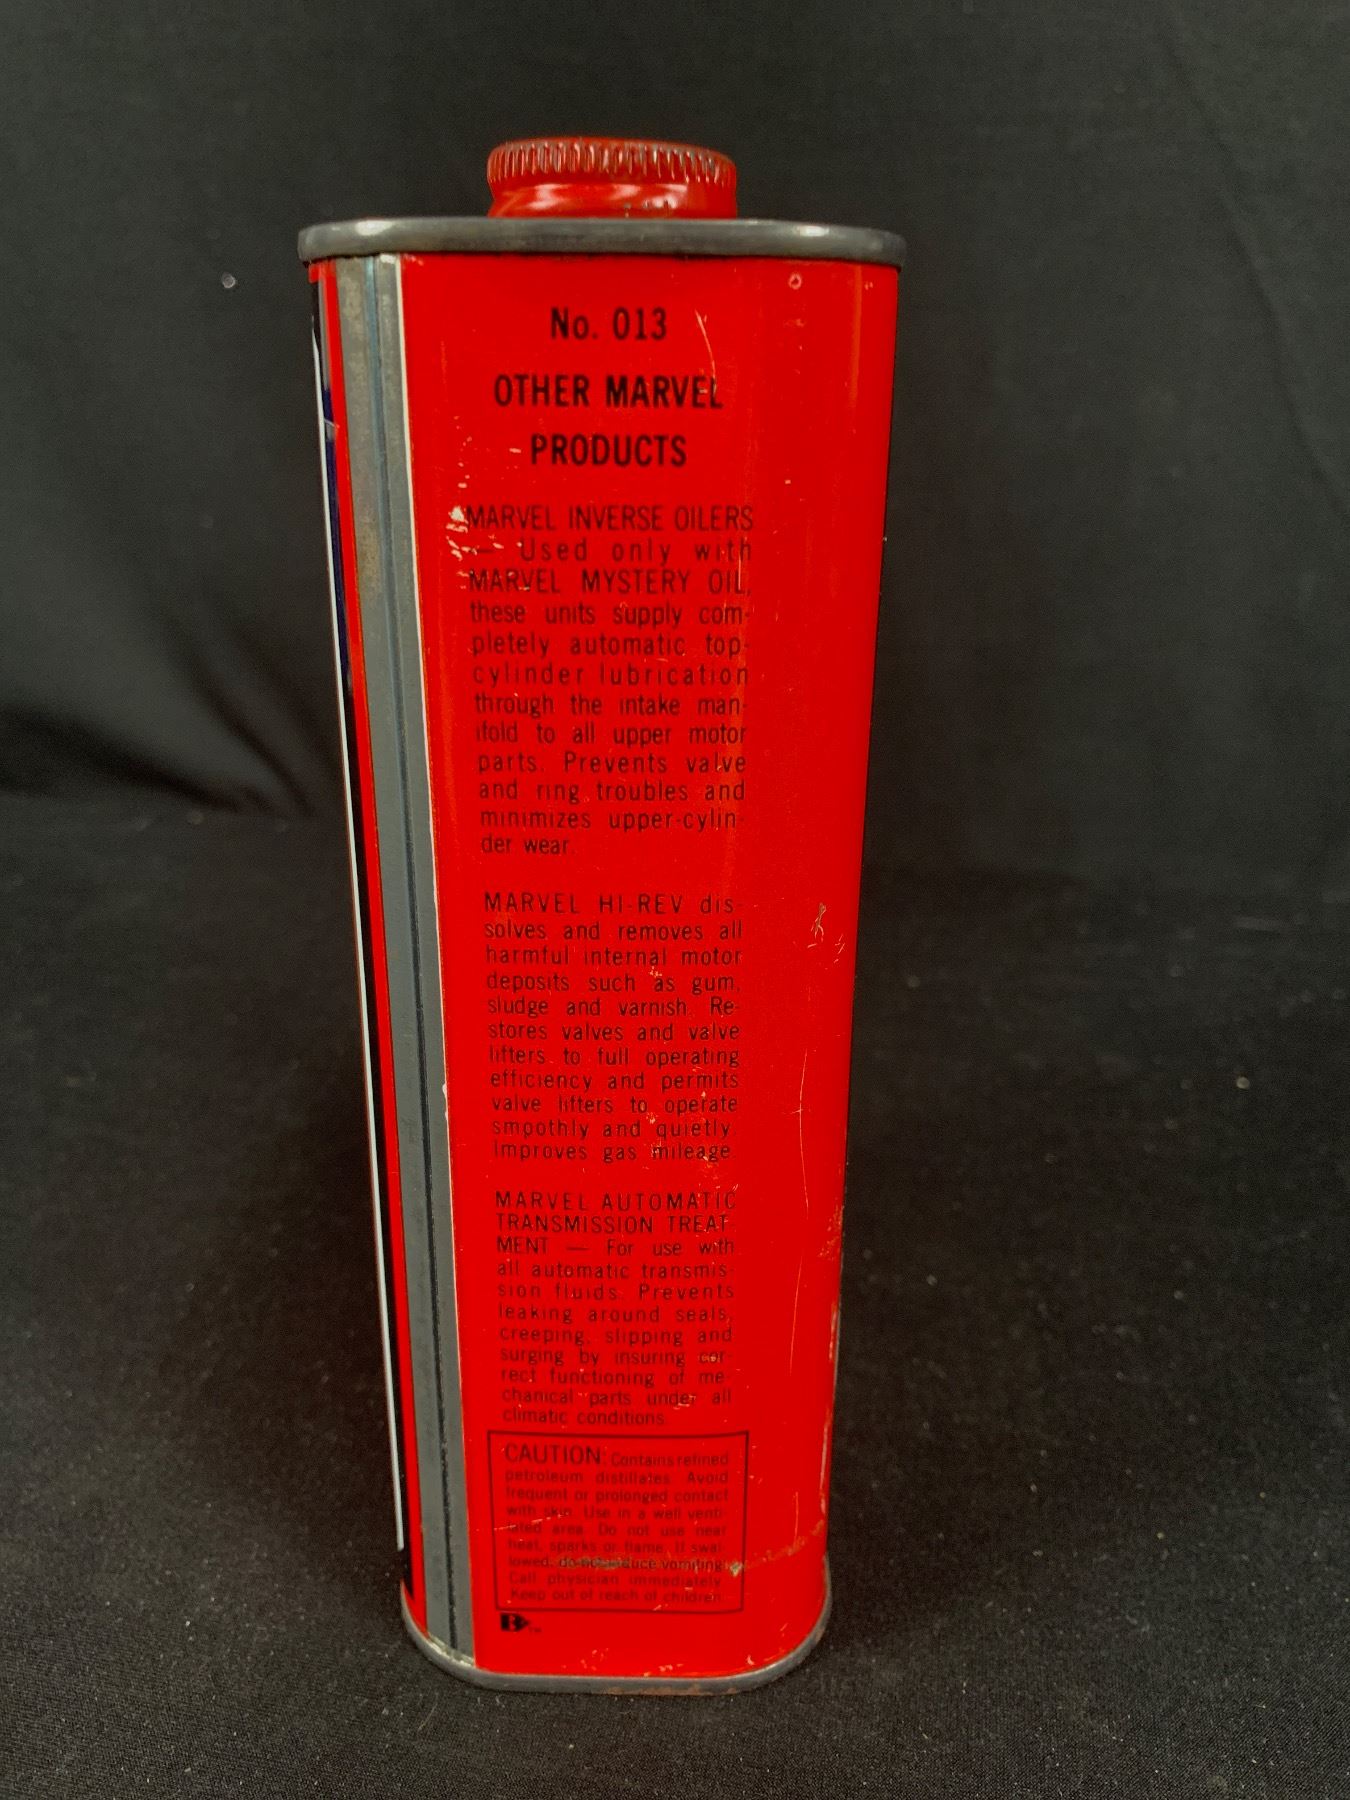 No. 013
OTHER MARVEL
PRODUCTS
MARVEL INVERSE OILERS
— Used only with
MARVEL MYSTERY OIL,
these units supply com-
pletely automatic top-
cylinder lubrication
through the intake man-
ifold to all upper motor
parts. Prevents valve
and ring troubles and
minimizes upper-cylin-
der wear.
MARVEL HI-REV dis-
solves and removes all
harmful internal motor
deposits such as gum,
sludge and varnish. Re-
stores valves and valve
lifters to full operating
efficiency and permits
valve lifters to operate
smoothly and quietly.
Improves gas mileage.
MARVEL AUTOMATIC
TRANSMISSION TREAT-
MENT — For use with
all automatic transmis-
sion fluids. Prevents
leaking around seals,
creeping, slipping and
surging by insuring cor-
rect functioning of me-
chanical parts under all
climatic conditions.
CAUTION: Contains refined
petroleum distillates. Avoid
frequent or prolonged contact
with skin. Use in a well venti-
lated area. Do not use near
heat, sparks or flame. If swal-
lowed, do not induce vomiting.
Call physician immediately.
Keep out of reach of children.